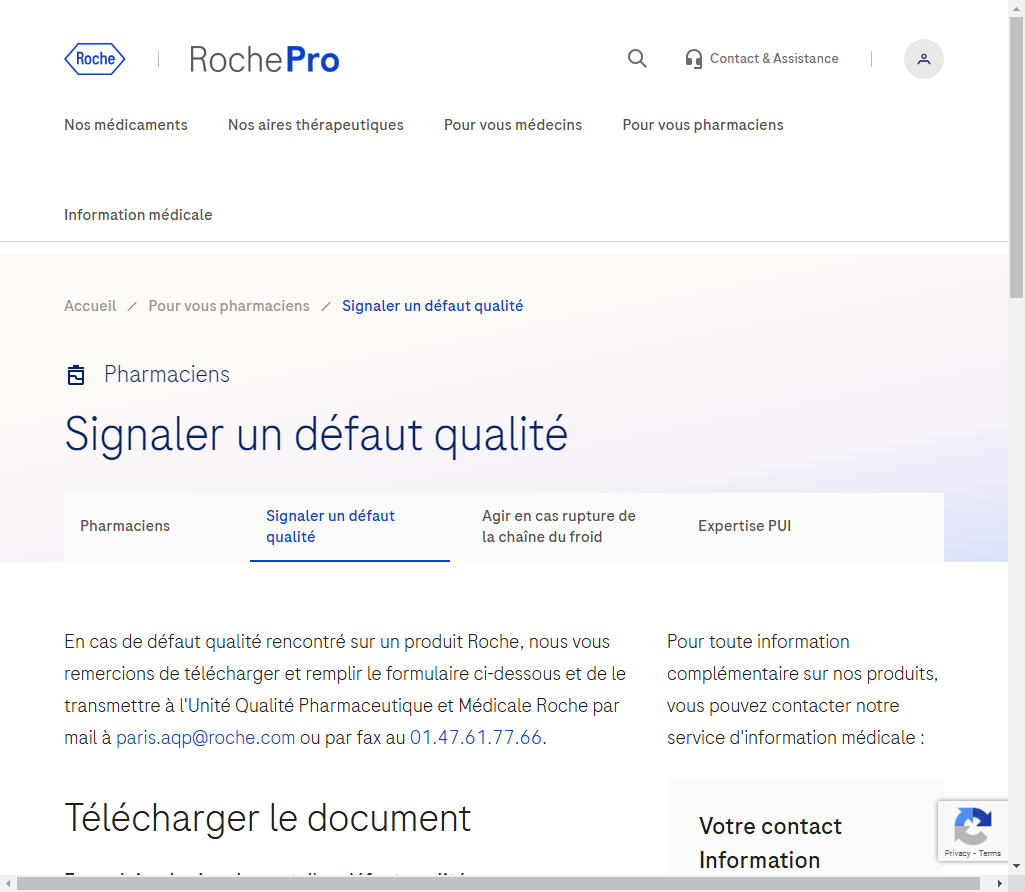 Roche
RochePro
Contact & Assistance
Nos médicaments
Nos aires thérapeutiques
Pour vous médecins
Pour vous pharmaciens
Information médicale
Accueil / Pour vous pharmaciens / Signaler un défaut qualité
Pharmaciens
Signaler un défaut qualité
Pharmaciens
Signaler un défaut
qualité
Agir en cas rupture de
la chaîne du froid
Expertise PUI
En cas de défaut qualité rencontré sur un produit Roche, nous vous
remercions de télécharger et remplir le formulaire ci-dessous et de le
transmettre à l'Unité Qualité Pharmaceutique et Médicale Roche par
mail à paris.aqp@roche.com ou par fax au 01.47.61.77.66.
Télécharger le document
Pour toute information
complémentaire sur nos produits,
vous pouvez contacter notre
service d'information médicale :
Votre contact
Information
Privacy - Terms